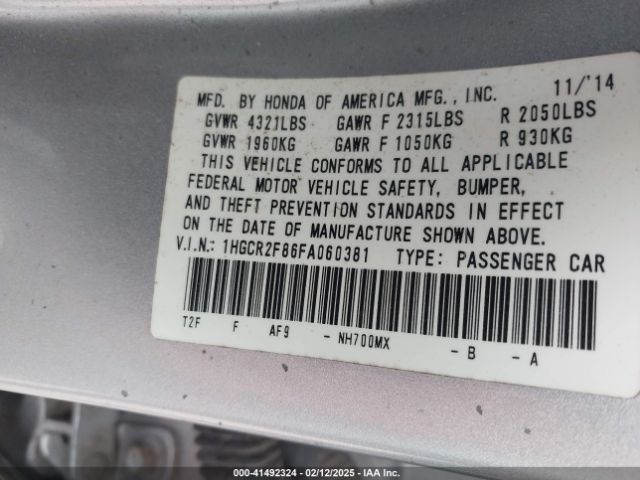 MFD. BY HONDA OF AMERICA MFG., INC. 11/'14
GVWR 4321LBS GAWR F 2315LBS R 2050LBS
GVWR 1960KG GAWR F 1050KG R 930KG
THIS VEHICLE CONFORMS TO ALL APPLICABLE
FEDERAL MOTOR VEHICLE SAFETY, BUMPER,
AND THEFT PREVENTION STANDARDS IN EFFECT
ON THE DATE OF MANUFACTURE SHOWN ABOVE.
V.I.N.: 1HGCR2F86FA060381 TYPE: PASSENGER CAR
T2F F AF9 - NH700MX - B - A
000-41492324 - 02/12/2025 - IAA Inc.